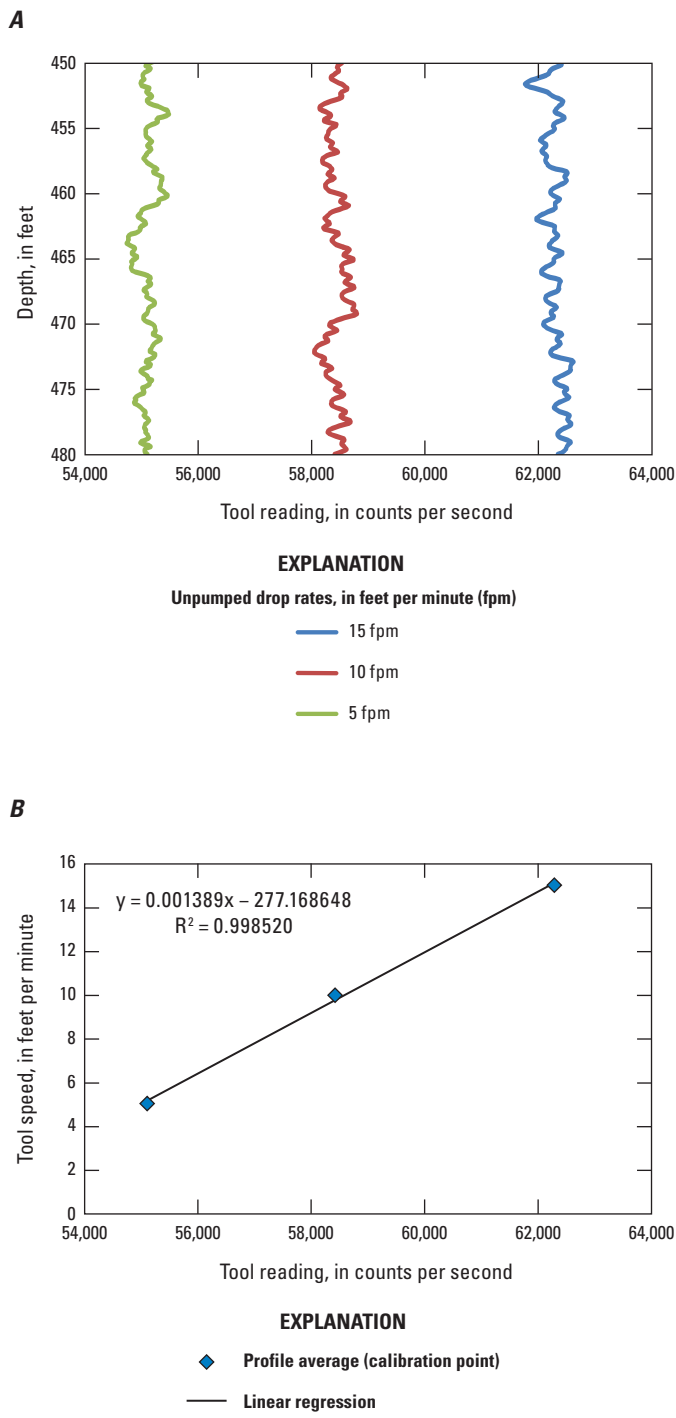 A
450
455
460
465
470
475
480
Depth, in feet
54,000 56,000 58,000 60,000 62,000 64,000
Tool reading, in counts per second
EXPLANATION
Unpumped drop rates, in feet per minute (fpm)
15 fpm
10 fpm
5 fpm
B
16
14
12
10
8
6
4
2
0
Tool speed, in feet per minute
y = 0.001389x – 277.168648
R² = 0.998520
54,000 56,000 58,000 60,000 62,000 64,000
Tool reading, in counts per second
EXPLANATION
Profile average (calibration point)
Linear regression